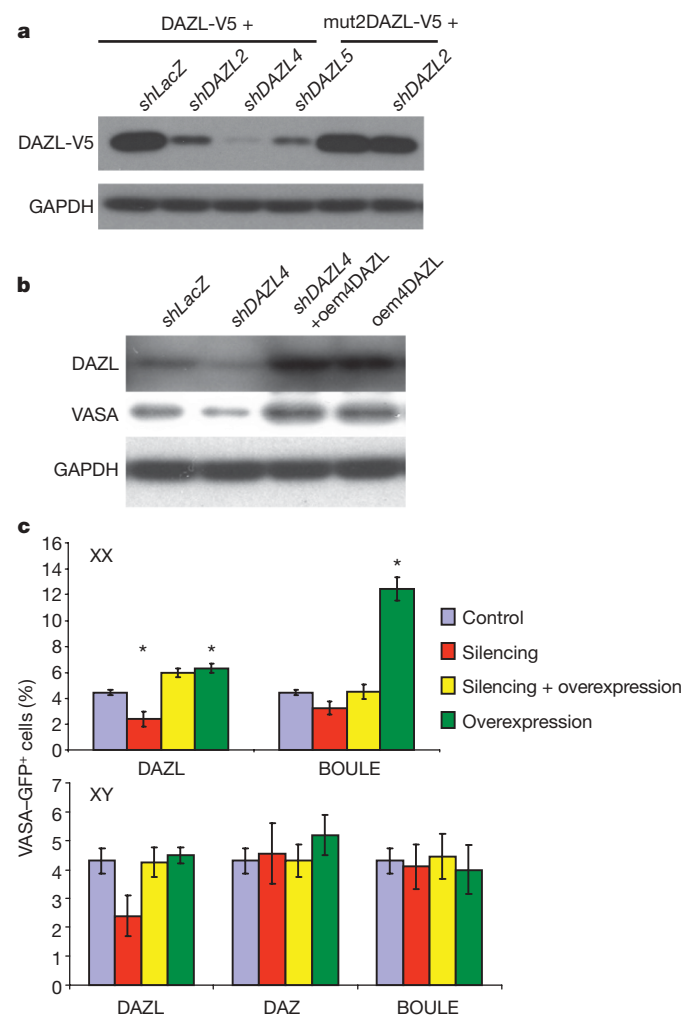 a
DAZL-V5 +
mut2DAZL-V5 +
shLacZ
shDAZL2
shDAZL4
shDAZL5
shDAZL2
DAZL-V5
GAPDH
b
shLacZ
shDAZL4
shDAZL4
+oem4DAZL
oem4DAZL
DAZL
VASA
GAPDH
c
VASA–GFP+ cells (%)
16
14
12
10
8
6
4
2
0
XX
*
*
*
DAZL
BOULE
Control
Silencing
Silencing + overexpression
Overexpression
7
6
5
4
3
2
1
0
XY
DAZL
DAZ
BOULE